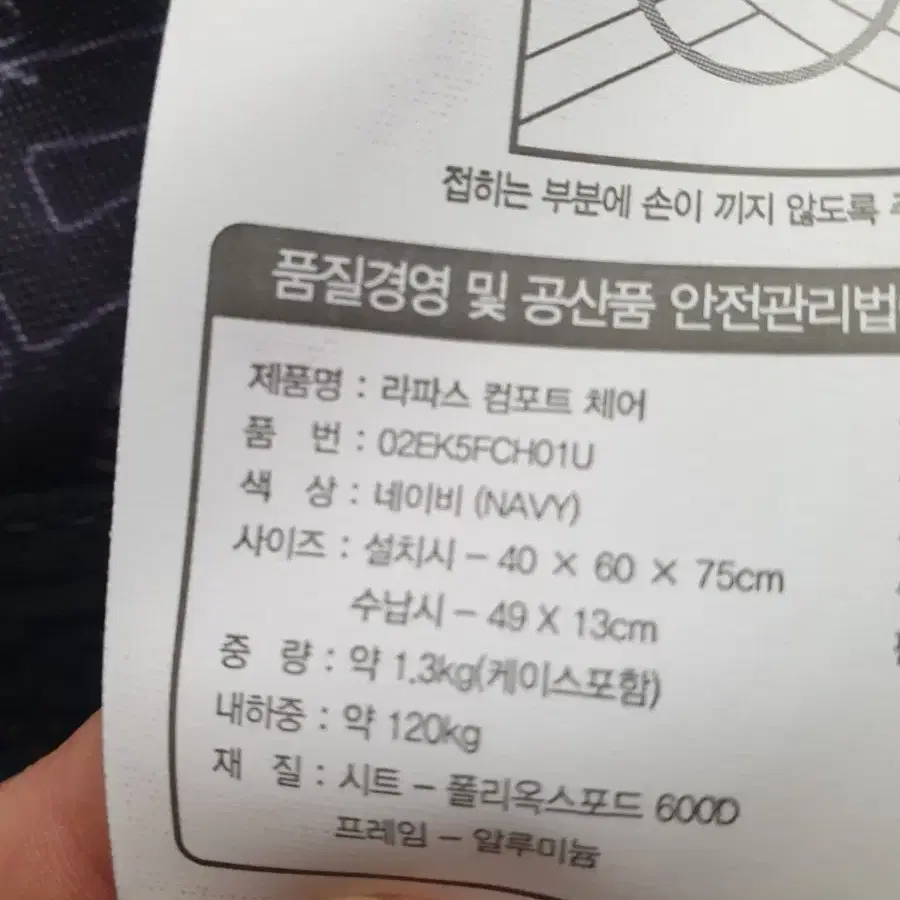 접히는 부분에 손이 끼지 않도록
품질경영 및 공산품 안전관리법
제품명 : 라파스 컴포트 체어
품 번 : 02EK5FCH01U
색 상 : 네이비 (NAVY)
사이즈 : 설치시 – 40 × 60 × 75cm
수납시 – 49 X 13cm
중 량 : 약 1.3kg(케이스포함)
내하중 : 약 120kg
재 질 : 시트 – 폴리옥스포드 600D
프레임 – 알루미늄